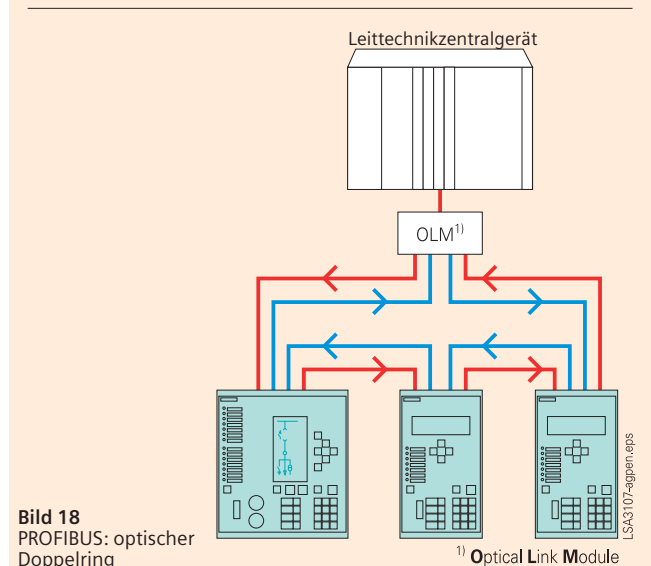 Leittechnikzentralgerät
OLM1)
LSA3107-agpen.eps
Bild 18
PROFIBUS: optischer
Doppelring
1) Optical Link Module